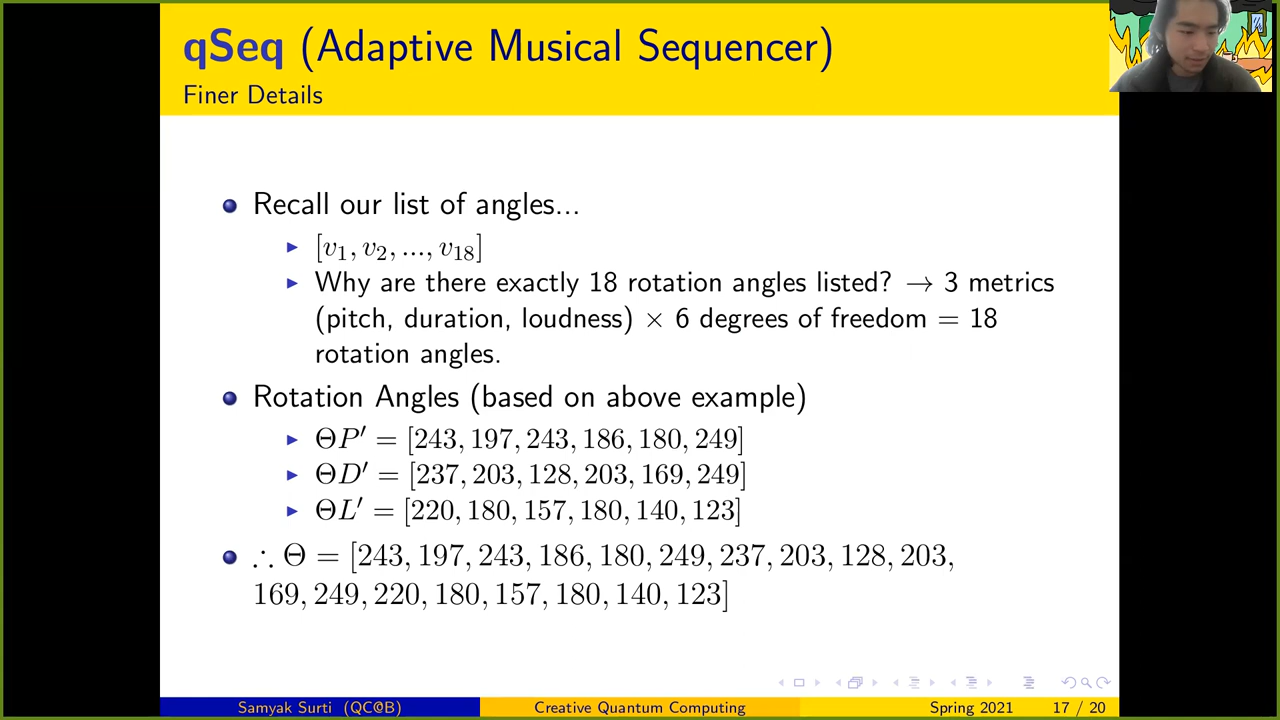 qSeq (Adaptive Musical Sequencer)
Finer Details
Recall our list of angles...
[v1, v2, ..., v18]
Why are there exactly 18 rotation angles listed? → 3 metrics
(pitch, duration, loudness) × 6 degrees of freedom = 18
rotation angles.
Rotation Angles (based on above example)
ΘP′ = [243, 197, 243, 186, 180, 249]
ΘD′ = [237, 203, 128, 203, 169, 249]
ΘL′ = [220, 180, 157, 180, 140, 123]
∴ Θ = [243, 197, 243, 186, 180, 249, 237, 203, 128, 203,
169, 249, 220, 180, 157, 180, 140, 123]
Samyak Surti (QC@B) Creative Quantum Computing Spring 2021 17 / 20